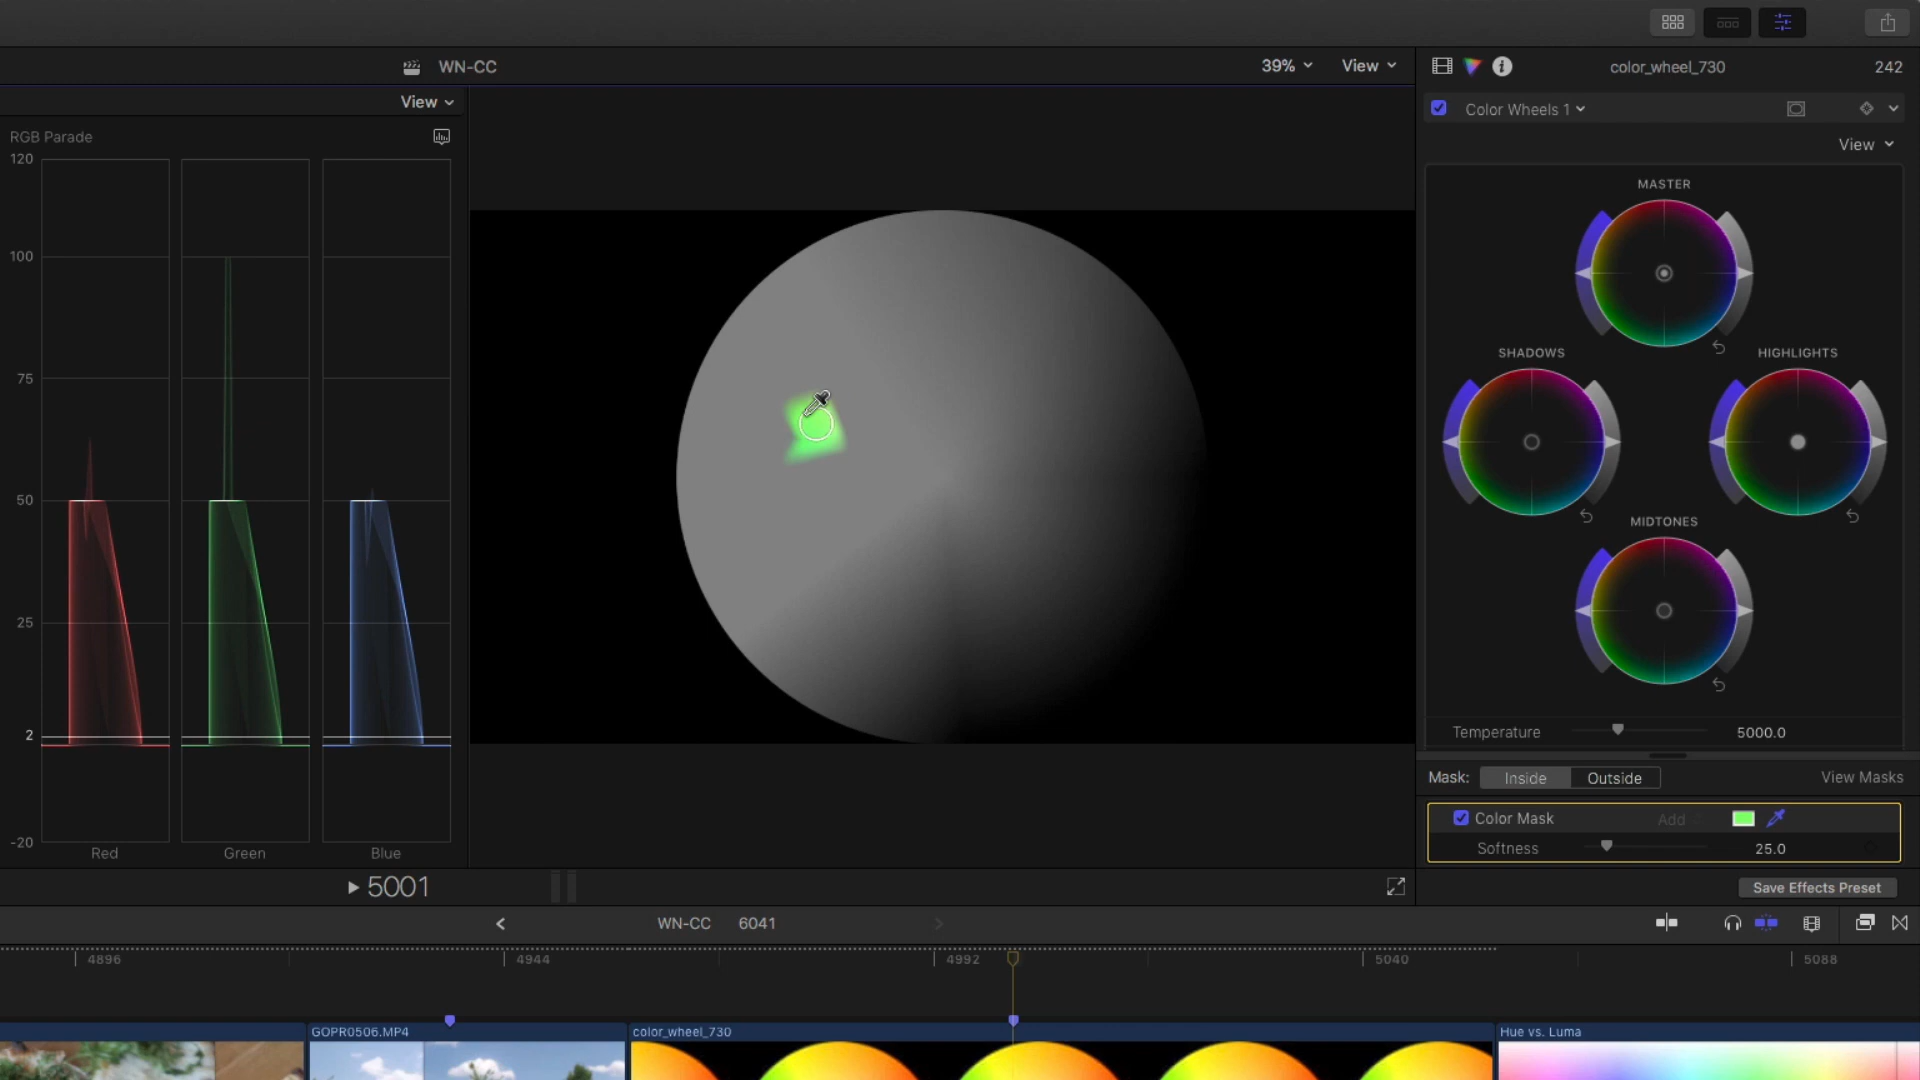 WN-CC
39%
View
color_wheel_730
242
View
Color Wheels 1
RGB Parade
View
120
100
75
50
25
2
-20
Red
Green
Blue
MASTER
SHADOWS
HIGHLIGHTS
MIDTONES
Temperature
5000.0
Mask:
Inside
Outside
View Masks
Color Mask
Add
Softness
25.0
5001
Save Effects Preset
WN-CC
6041
4896
4944
4992
5040
5088
GOPR0506.MP4
color_wheel_730
Hue vs. Luma